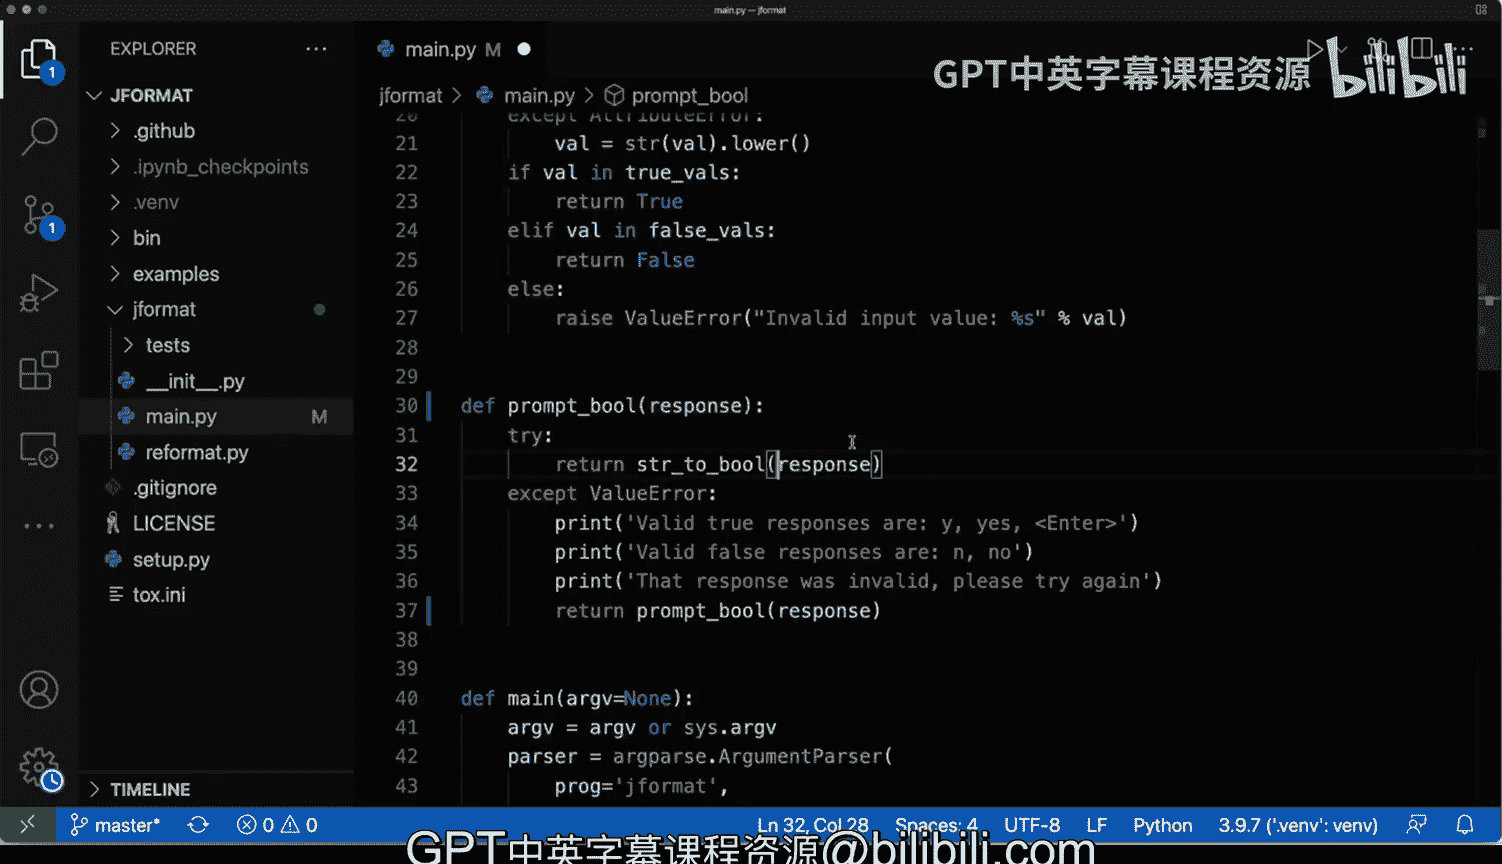 main.py — jformat
EXPLORER
main.py M
GPT中英字幕课程资源 bilibili
JFORMAT
jformat > main.py > prompt_bool
.github
.ipynb_checkpoints
.venv
bin
examples
jformat
tests
__init__.py
main.py M
reformat.py
.gitignore
LICENSE
setup.py
tox.ini
TIMELINE
1
1
20 except AttributeError:
21 val = str(val).lower()
22 if val in true_vals:
23 return True
24 elif val in false_vals:
25 return False
26 else:
27 raise ValueError("Invalid input value: %s" % val)
28
29
30 def prompt_bool(response):
31 try:
32 return str_to_bool(response)
33 except ValueError:
34 print('Valid true responses are: y, yes, <Enter>')
35 print('Valid false responses are: n, no')
36 print('That response was invalid, please try again')
37 return prompt_bool(response)
38
39
40 def main(argv=None):
41 argv = argv or sys.argv
42 parser = argparse.ArgumentParser(
43 prog='jformat',
master* 0 0 Ln 32, Col 28 Spaces: 4 UTF-8 LF Python 3.9.7 ('.venv': venv)
GPT中英字幕课程资源@bilibili.com